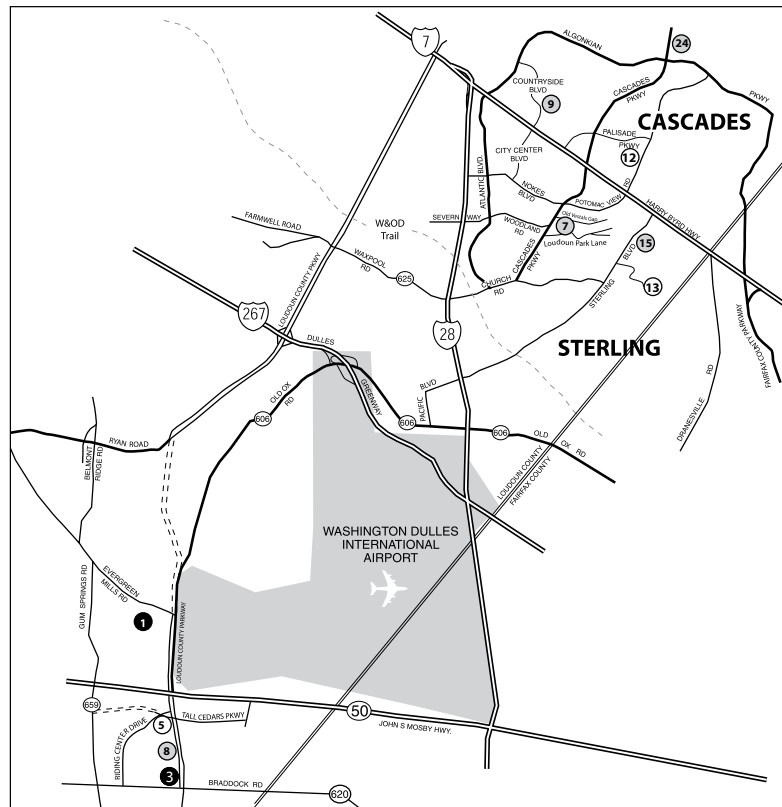 7
24
ALGONKIAN
PKWY
COUNTRYSIDE
BLVD
9
CASCADES
PKWY
CASCADES
PALISADE
PKWY
12
CITY CENTER
BLVD
ATLANTIC BLVD.
NOKES
BLVD
POTOMAC VIEW RD
HARRY BYRD HWY
FARMWELL ROAD
W&OD
Trail
SEVERN WAY
WOODLAND
RD
Old Vestals Gap
7
Loudoun Park Lane
15
WAXPOOL
RD
625
CHURCH
RD
CASCADES
PKWY
STERLING
BLVD
13
LOUDOUN COUNTY PKWY
267
28
STERLING
DULLES
GREENWAY
OLD OX
RD
606
606
PACIFIC
BLVD
606
OLD
OX RD
DRANESVILLE
RD
FAIRFAX COUNTY PARKWAY
LOUDOUN COUNTY
FAIRFAX COUNTY
RYAN ROAD
BELMONT
RIDGE RD
WASHINGTON DULLES
INTERNATIONAL
AIRPORT
EVERGREEN
MILLS RD
GUM SPRINGS RD
1
LOUDOUN COUNTY PARKWAY
659
5
TALL CEDARS PKWY
50
JOHN S MOSBY HWY.
RIDING CENTER DRIVE
8
3
BRADDOCK RD
620